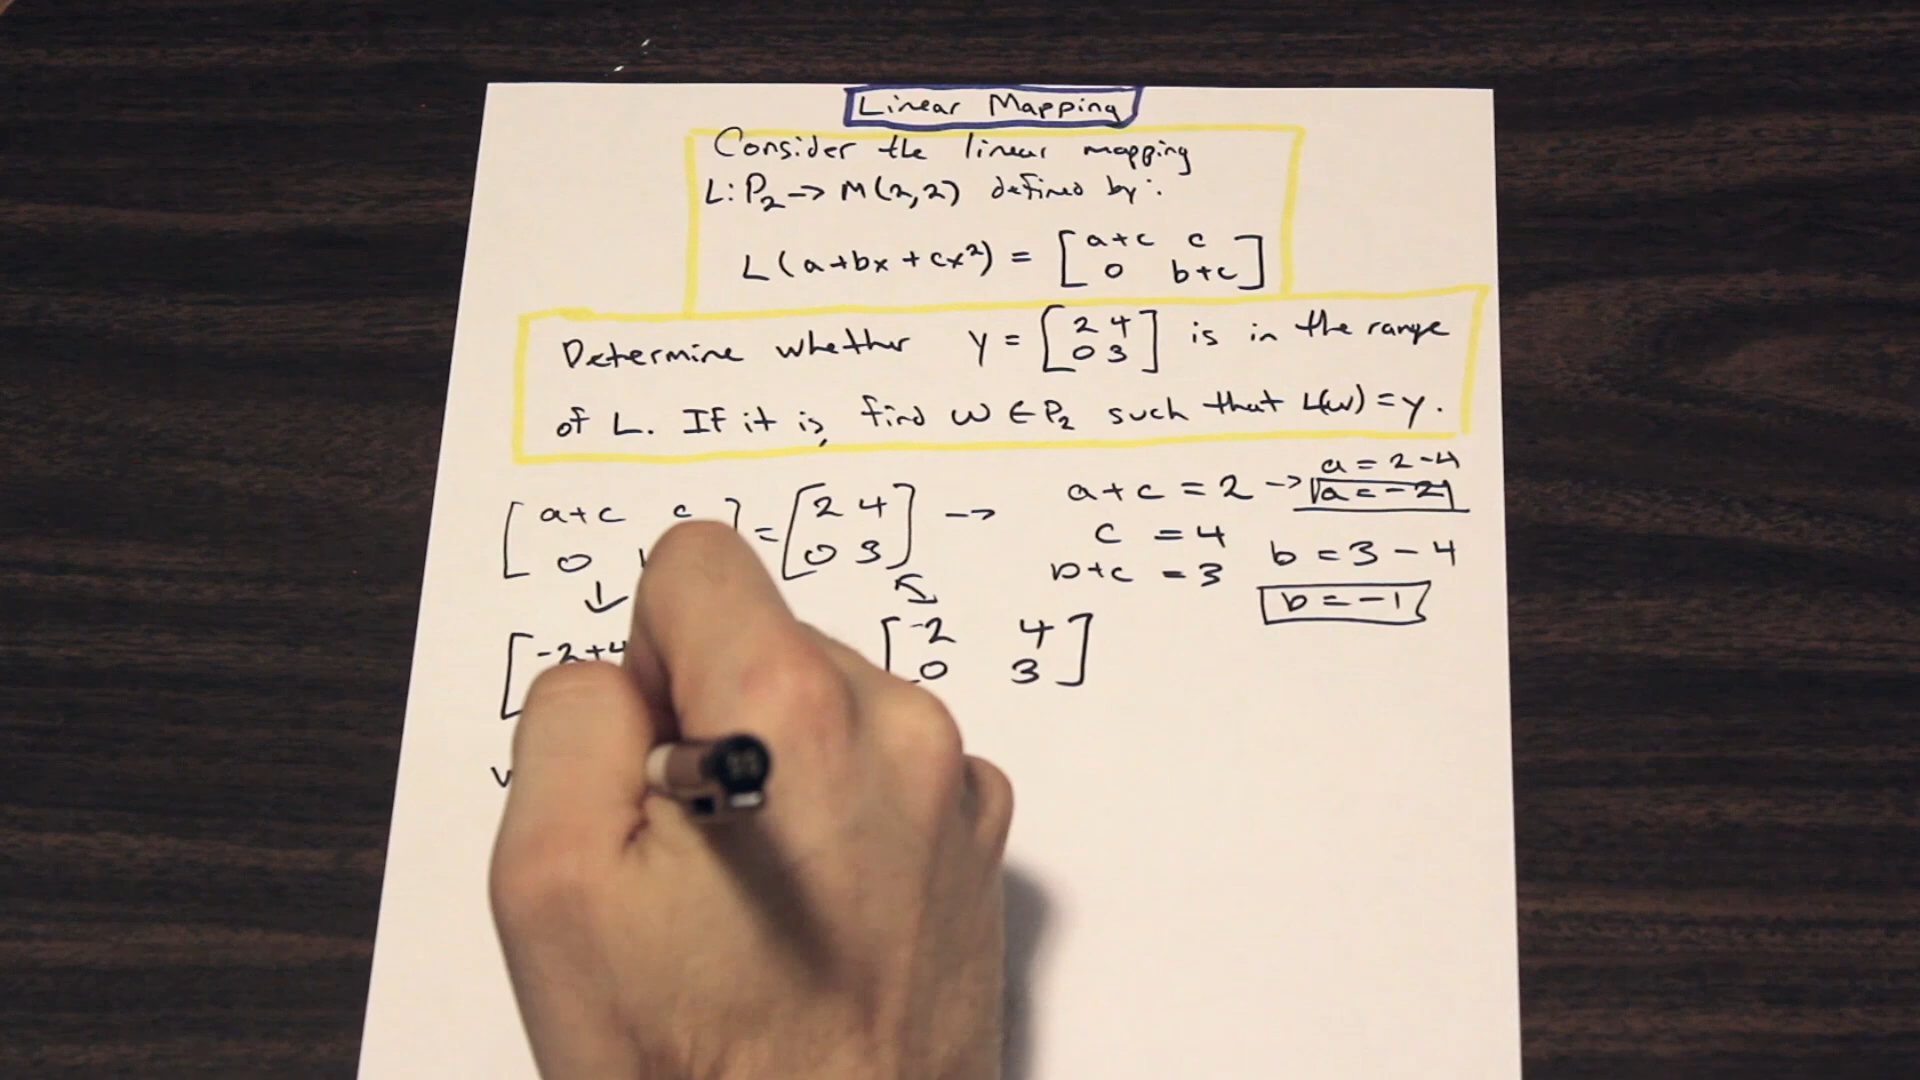 Linear Mapping
Consider the linear mapping
L: P₂ → M(2,2) defined by:
L(a+bx+cx²) = [a+c c
0 b+c]
Determine whether y = [2 4
0 3] is in the range
of L. If it is, find w ∈ P₂ such that L(w) = y.
[a+c c] = [2 4] →
0 0 3
a+c = 2 → a = 2-4
a = -2
c = 4
b+c = 3
b = 3 - 4
b = -1
[-2+4
[-2 4]
0 3